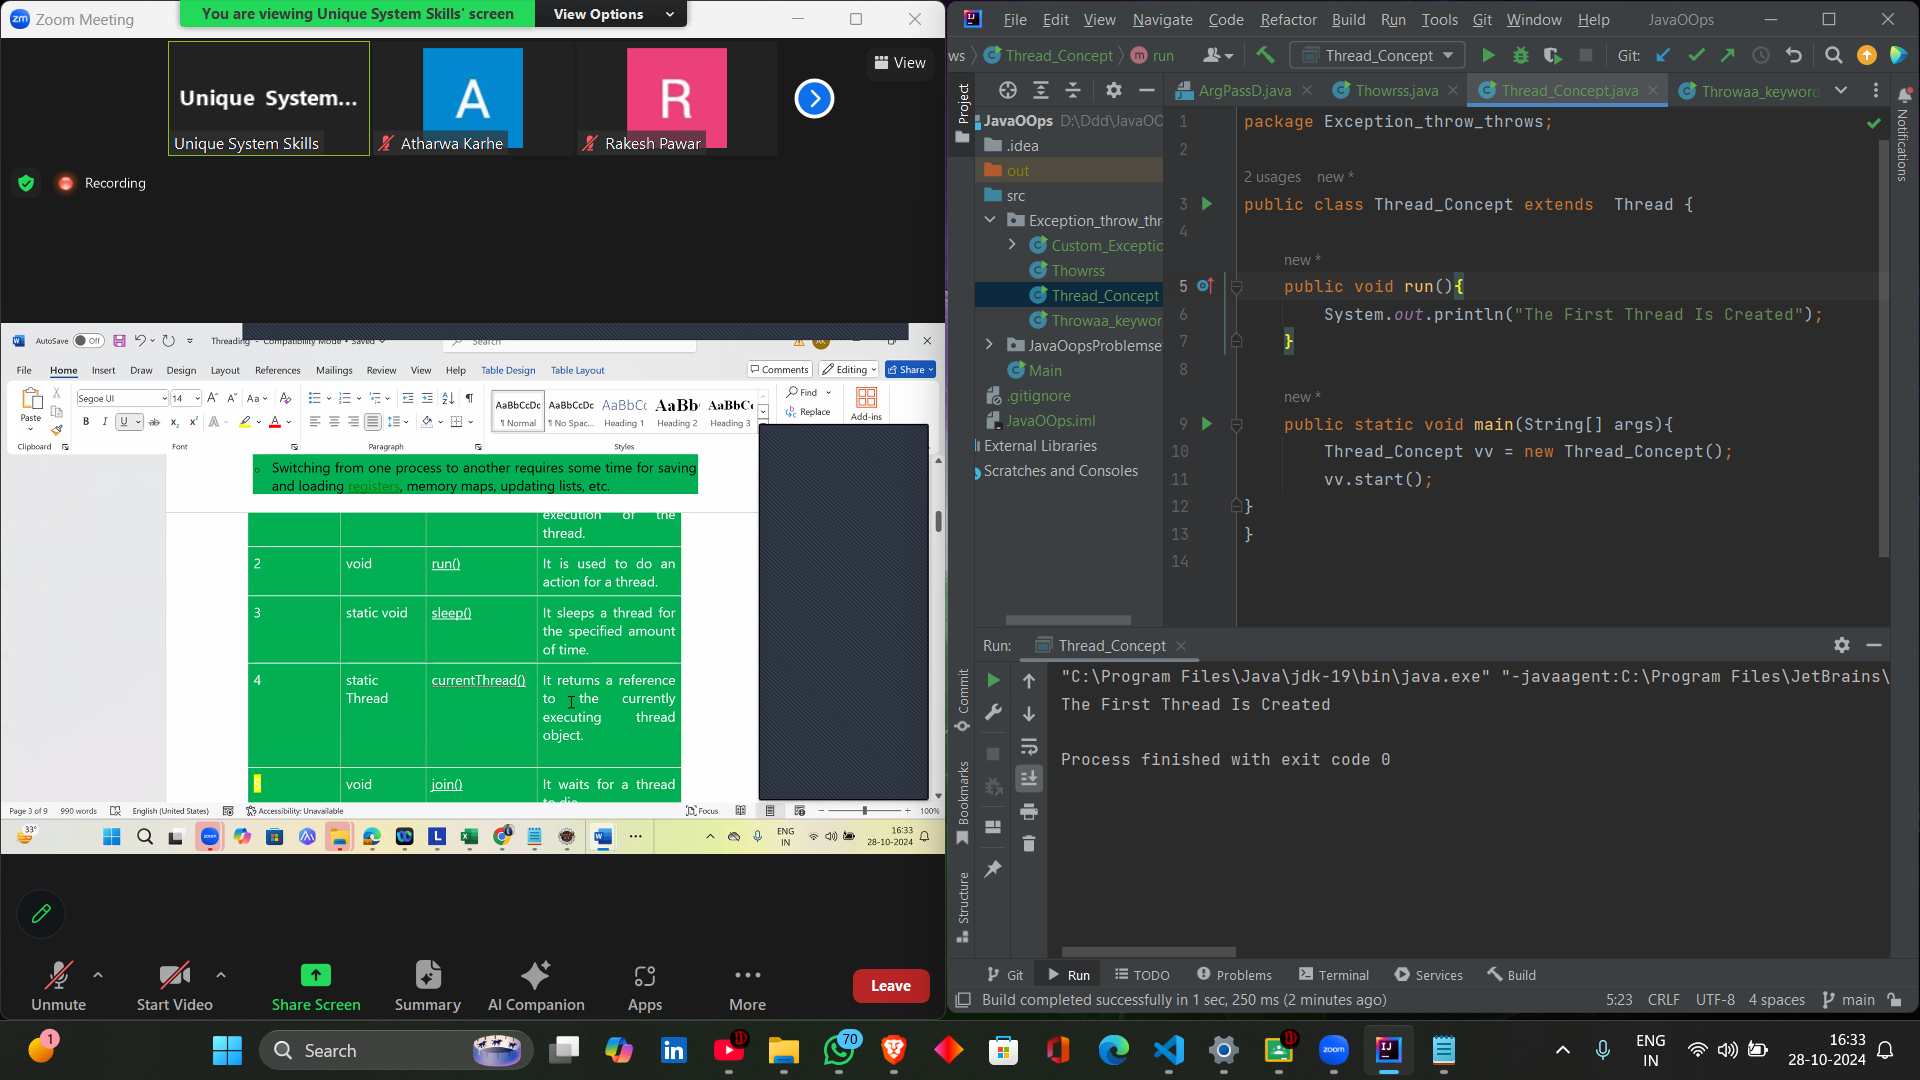 Zoom Meeting
You are viewing Unique System Skills' screen
View Options
Unique System...
Unique System Skills
A
Atharwa Karhe
R
Rakesh Pawar
View
Recording
AutoSave Off
Threading - Compatibility Mode • Saved
Search
File Home Insert Draw Design Layout References Mailings Review View Help Table Design Table Layout
Comments Editing Share
Paste
Clipboard
Segoe UI 14
Font
Paragraph
AaBbCcDc AaBbCcDc AaBbCc AaBb AaBbCc
Normal No Spac... Heading 1 Heading 2 Heading 3
Styles
Find
Replace
Add-ins
Switching from one process to another requires some time for saving
and loading registers, memory maps, updating lists, etc.
execution of the
thread.
2 void run() It is used to do an
action for a thread.
3 static void sleep() It sleeps a thread for
the specified amount
of time.
4 static Thread currentThread() It returns a reference
to the currently
executing thread
object.
5 void join() It waits for a thread
to die.
Page 3 of 9 990 words English (United States) Accessibility: Unavailable Focus 100%
33°
ENG
IN
16:33
28-10-2024
Unmute
Start Video
Share Screen
Summary
AI Companion
Apps
More
Leave
File Edit View Navigate Code Refactor Build Run Tools Git Window Help JavaOOps
ws Thread_Concept run
Thread_Concept
Git:
Project
ArgPassD.java Thowrss.java Thread_Concept.java Throwaa_keyword
Notifications
JavaOOps D:\Ddd\JavaOO
.idea
out
src
Exception_throw_thr
Custom_Exceptio
Thowrss
Thread_Concept
Throwaa_keywor
JavaOopsProblemse
Main
.gitignore
JavaOOps.iml
External Libraries
Scratches and Consoles
1 package Exception_throw_throws;
2
2 usages new *
3 public class Thread_Concept extends Thread {
4
new *
5 public void run(){
6 System.out.println("The First Thread Is Created");
7 }
8
new *
9 public static void main(String[] args){
10 Thread_Concept vv = new Thread_Concept();
11 vv.start();
12 }
13 }
14
Run: Thread_Concept
"C:\Program Files\Java\jdk-19\bin\java.exe" "-javaagent:C:\Program Files\JetBrains\
The First Thread Is Created
Process finished with exit code 0
Commit
Bookmarks
Structure
Git Run TODO Problems Terminal Services Build
Build completed successfully in 1 sec, 250 ms (2 minutes ago)
5:23 CRLF UTF-8 4 spaces main
1
Search
70
ENG
IN
16:33
28-10-2024